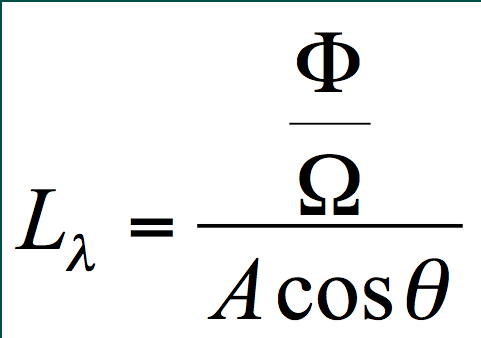 L_λ = (Φ/Ω)/(A cos θ)